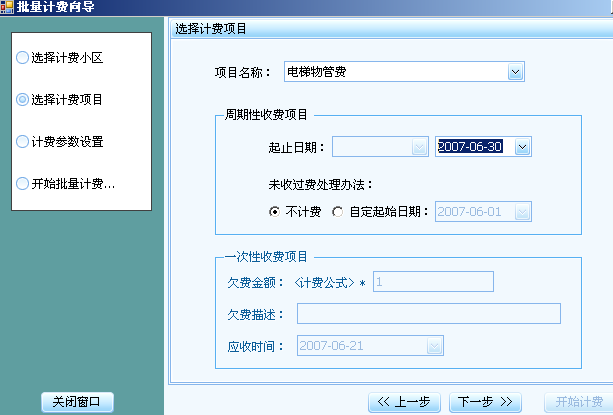 批量计费向导
选择计费小区
选择计费项目
计费参数设置
开始批量计费...
选择计费项目
项目名称： 电梯物管费
周期性收费项目
起止日期： 2007-06-30
未收过费处理办法：
不计费 自定起始日期： 2007-06-01
一次性收费项目
欠费金额： <计费公式> * 1
欠费描述：
应收时间： 2007-06-21
关闭窗口 << 上一步 下一步 >> 开始计费